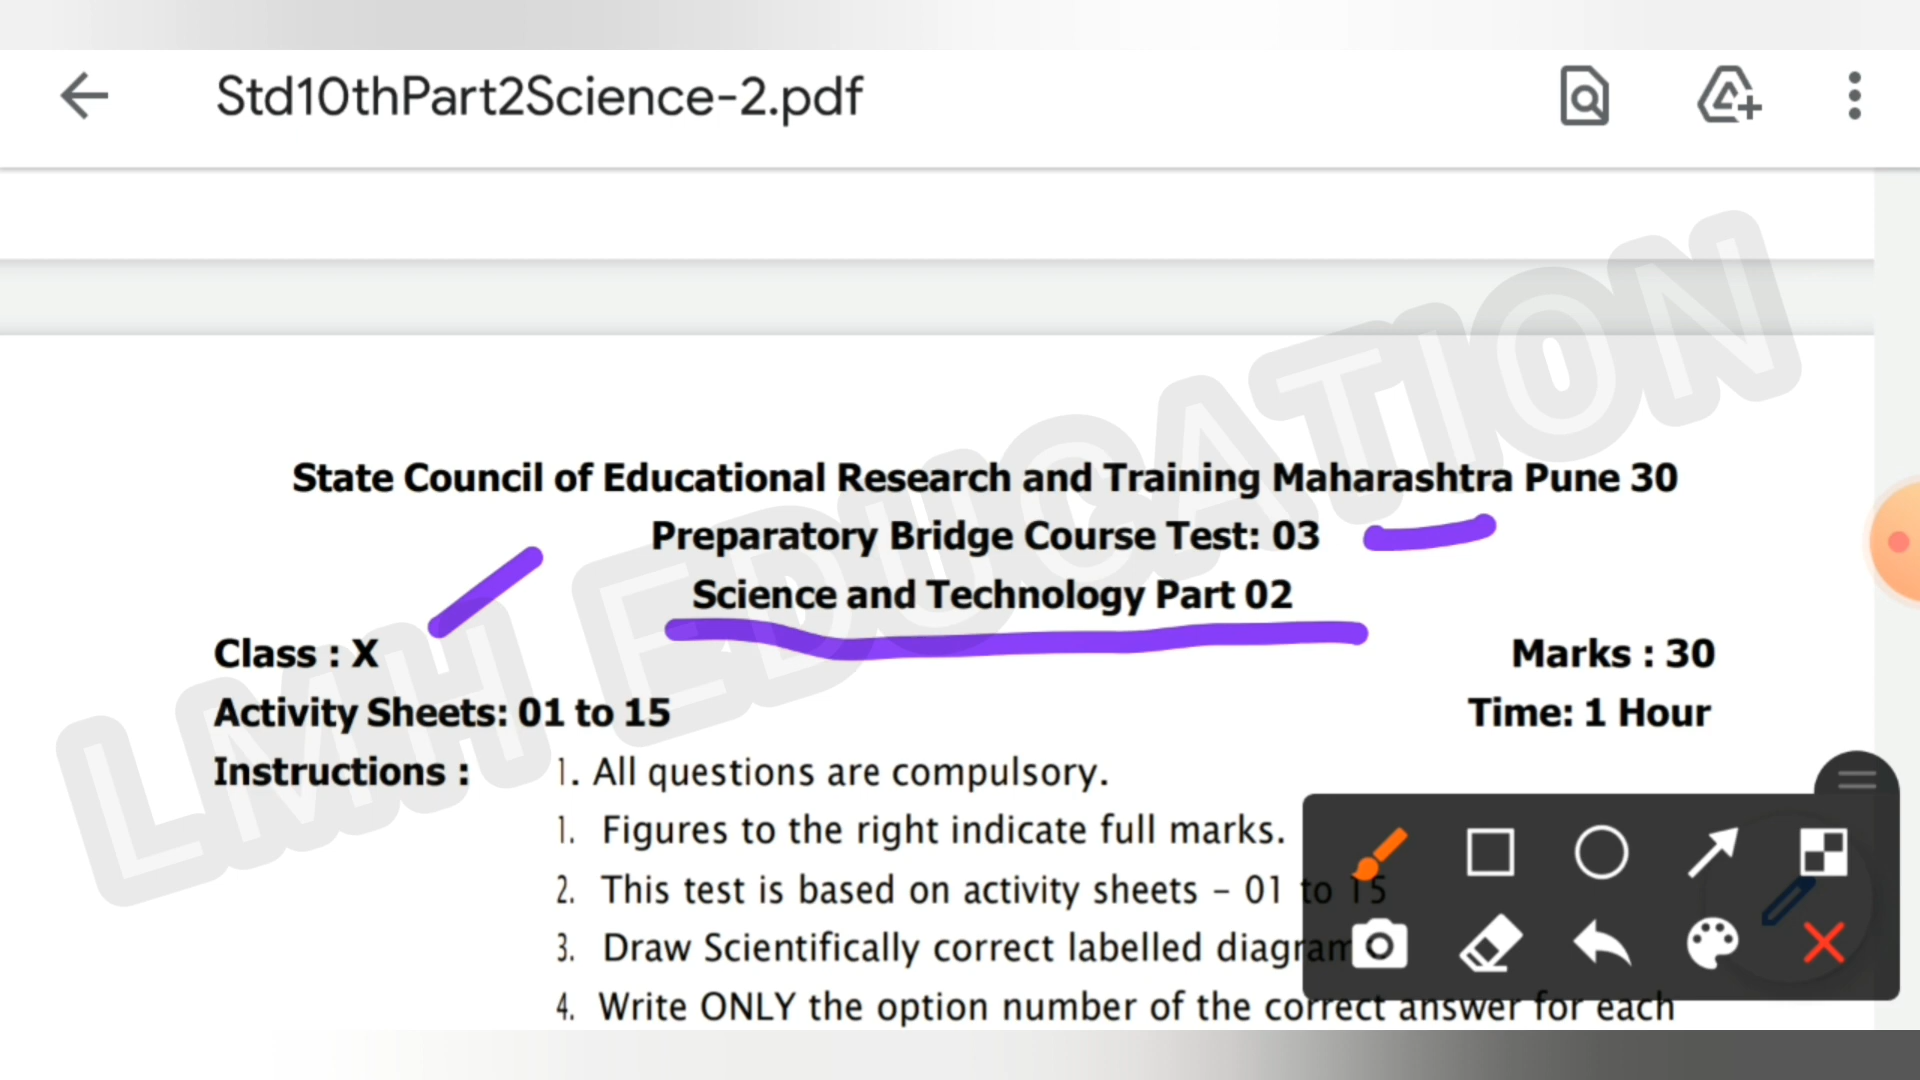 Std10thPart2Science-2.pdf
State Council of Educational Research and Training Maharashtra Pune 30
Preparatory Bridge Course Test: 03
Science and Technology Part 02
Class : X
Marks : 30
Activity Sheets: 01 to 15
Time: 1 Hour
Instructions : 1. All questions are compulsory.
1. Figures to the right indicate full marks.
2. This test is based on activity sheets – 01 to 15
3. Draw Scientifically correct labelled diagram
4. Write ONLY the option number of the correct answer for each
LMH EDUCATION